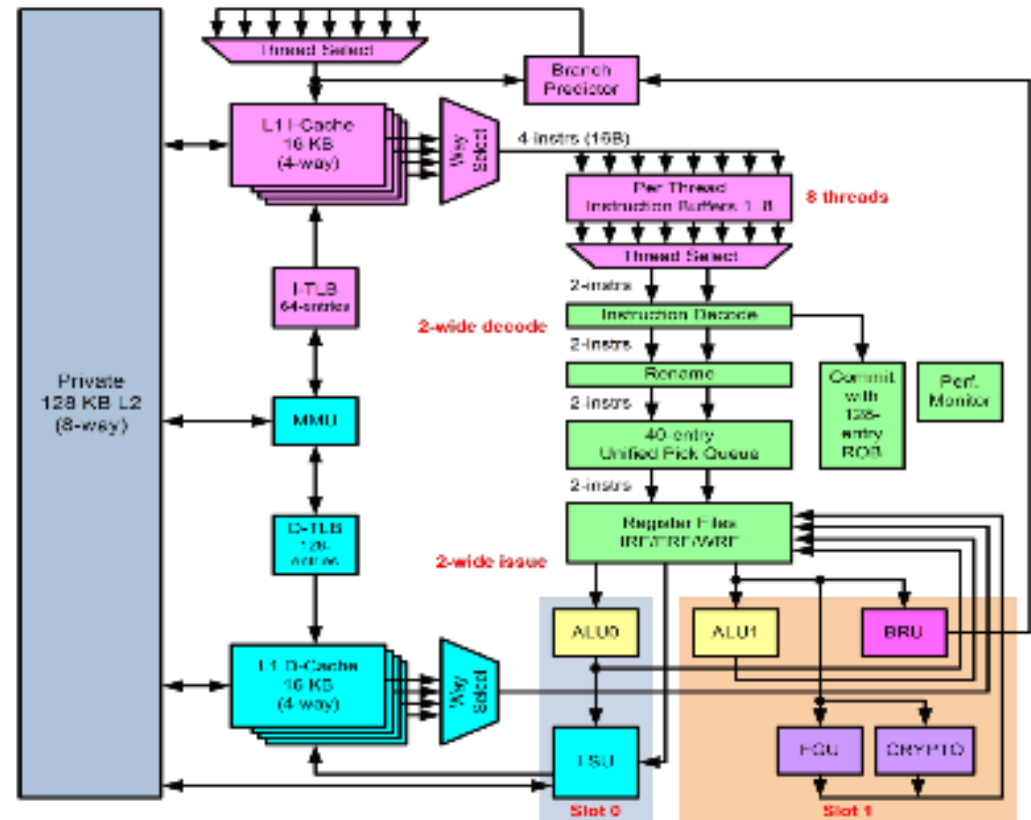 Thread Select
Branch
Predictor
L1 I-Cache
16 KB
(4-way)
Way
Select
4 instrs (16B)
Per Thread
Instruction Buffers 1..8
8 threads
Thread Select
I-TLB
64-entries
2-instrs
Instruction Decode
2-wide decode
2-instrs
Rename
Private
128 KB L2
(8-way)
MMU
2-instrs
40-entry
Unified Pick Queue
Commit
with
128-
entry
ROB
Perf.
Monitor
2-instrs
Register Files
IRF/FRF/WRF
D-TLB
128-
entries
2-wide issue
ALU0
ALU1
BRU
L1 D-Cache
16 KB
(4-way)
Way
Select
LSU
FGU
CRYPTO
Slot 0
Slot 1